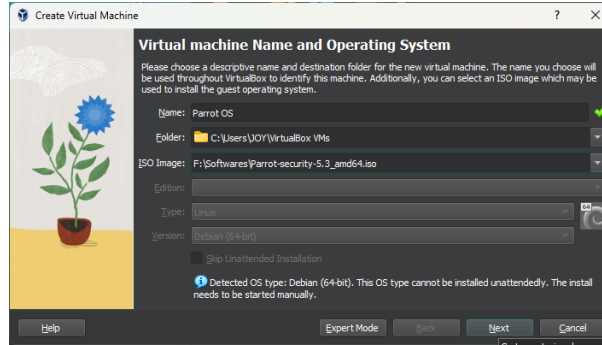 Create Virtual Machine
?
Virtual machine Name and Operating System
Please choose a descriptive name and destination folder for the new virtual machine. The name you choose will
be used throughout VirtualBox to identify this machine. Additionally, you can select an ISO image which may be
used to install the guest operating system.
Name: Parrot OS
Folder: C:\Users\JOY\VirtualBox VMs
ISO Image: F:\Softwares\Parrot-security-5.3_amd64.iso
Edition:
Type: Linux
64
Version: Debian (64-bit)
Skip Unattended Installation
Detected OS type: Debian (64-bit). This OS type cannot be installed unattendedly. The install
needs to be started manually.
Help Expert Mode Back Next Cancel